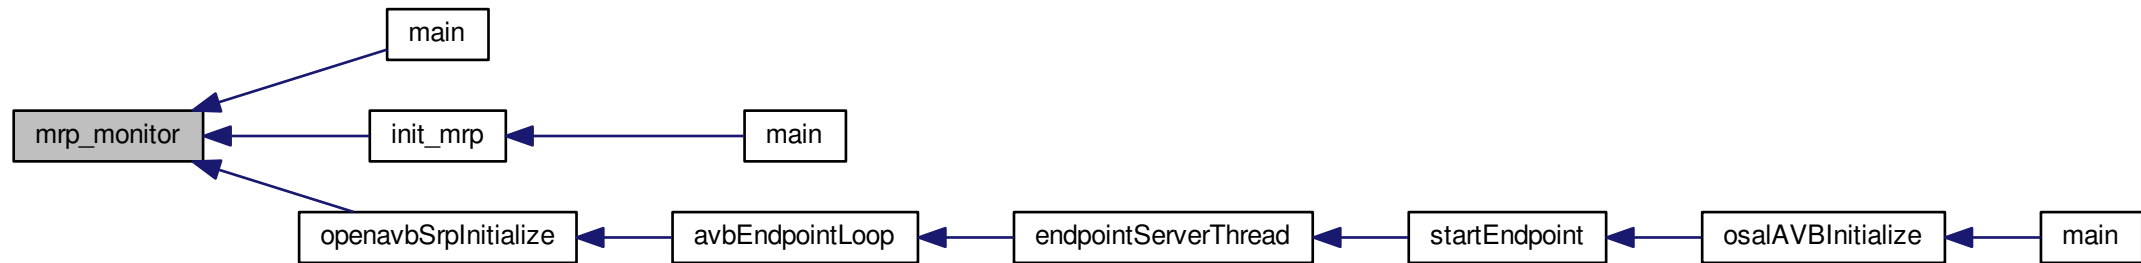 main
mrp_monitor
init_mrp
main
openavbSrpInitialize
avbEndpointLoop
endpointServerThread
startEndpoint
osalAVBInitialize
main